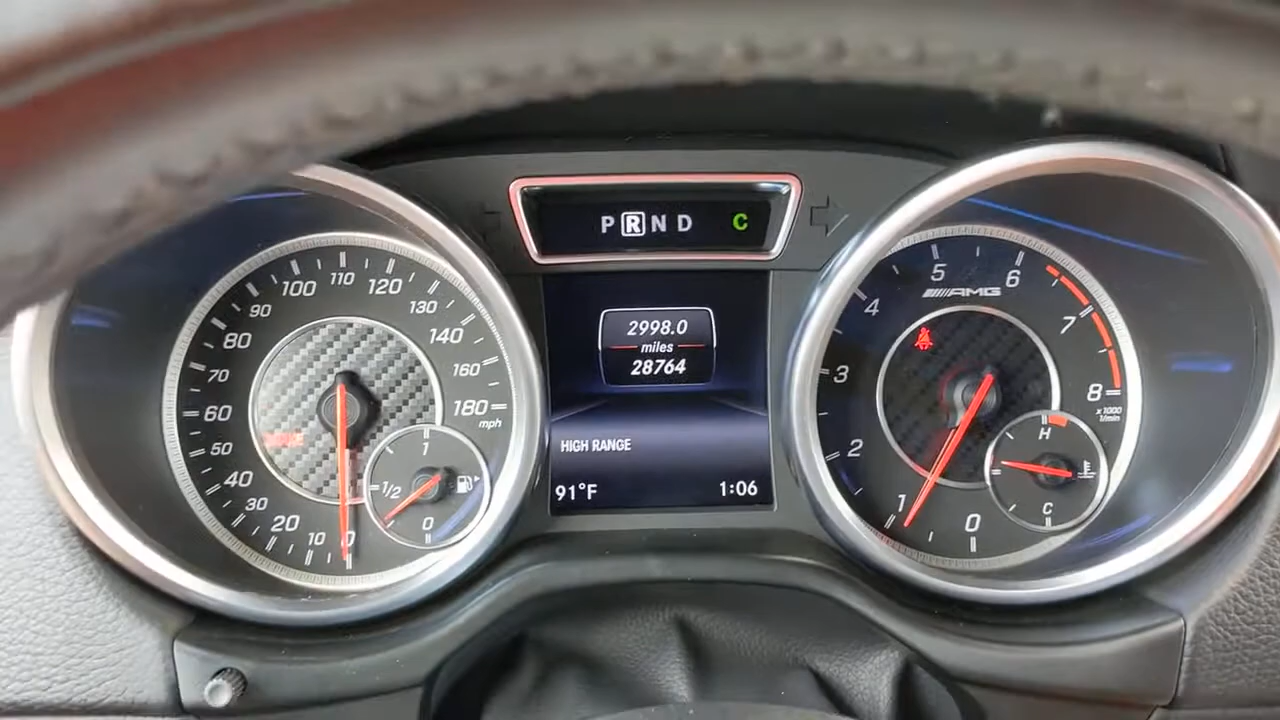 P R N D C
2998.0
miles
28764
HIGH RANGE
91°F 1:06
0 10 20 30 40 50 60 70 80 90 100 110 120 130 140 160 180
mph
1
1/2
0
AMG
0 1 2 3 4 5 6 7 8
x 1000
1/min
H
C